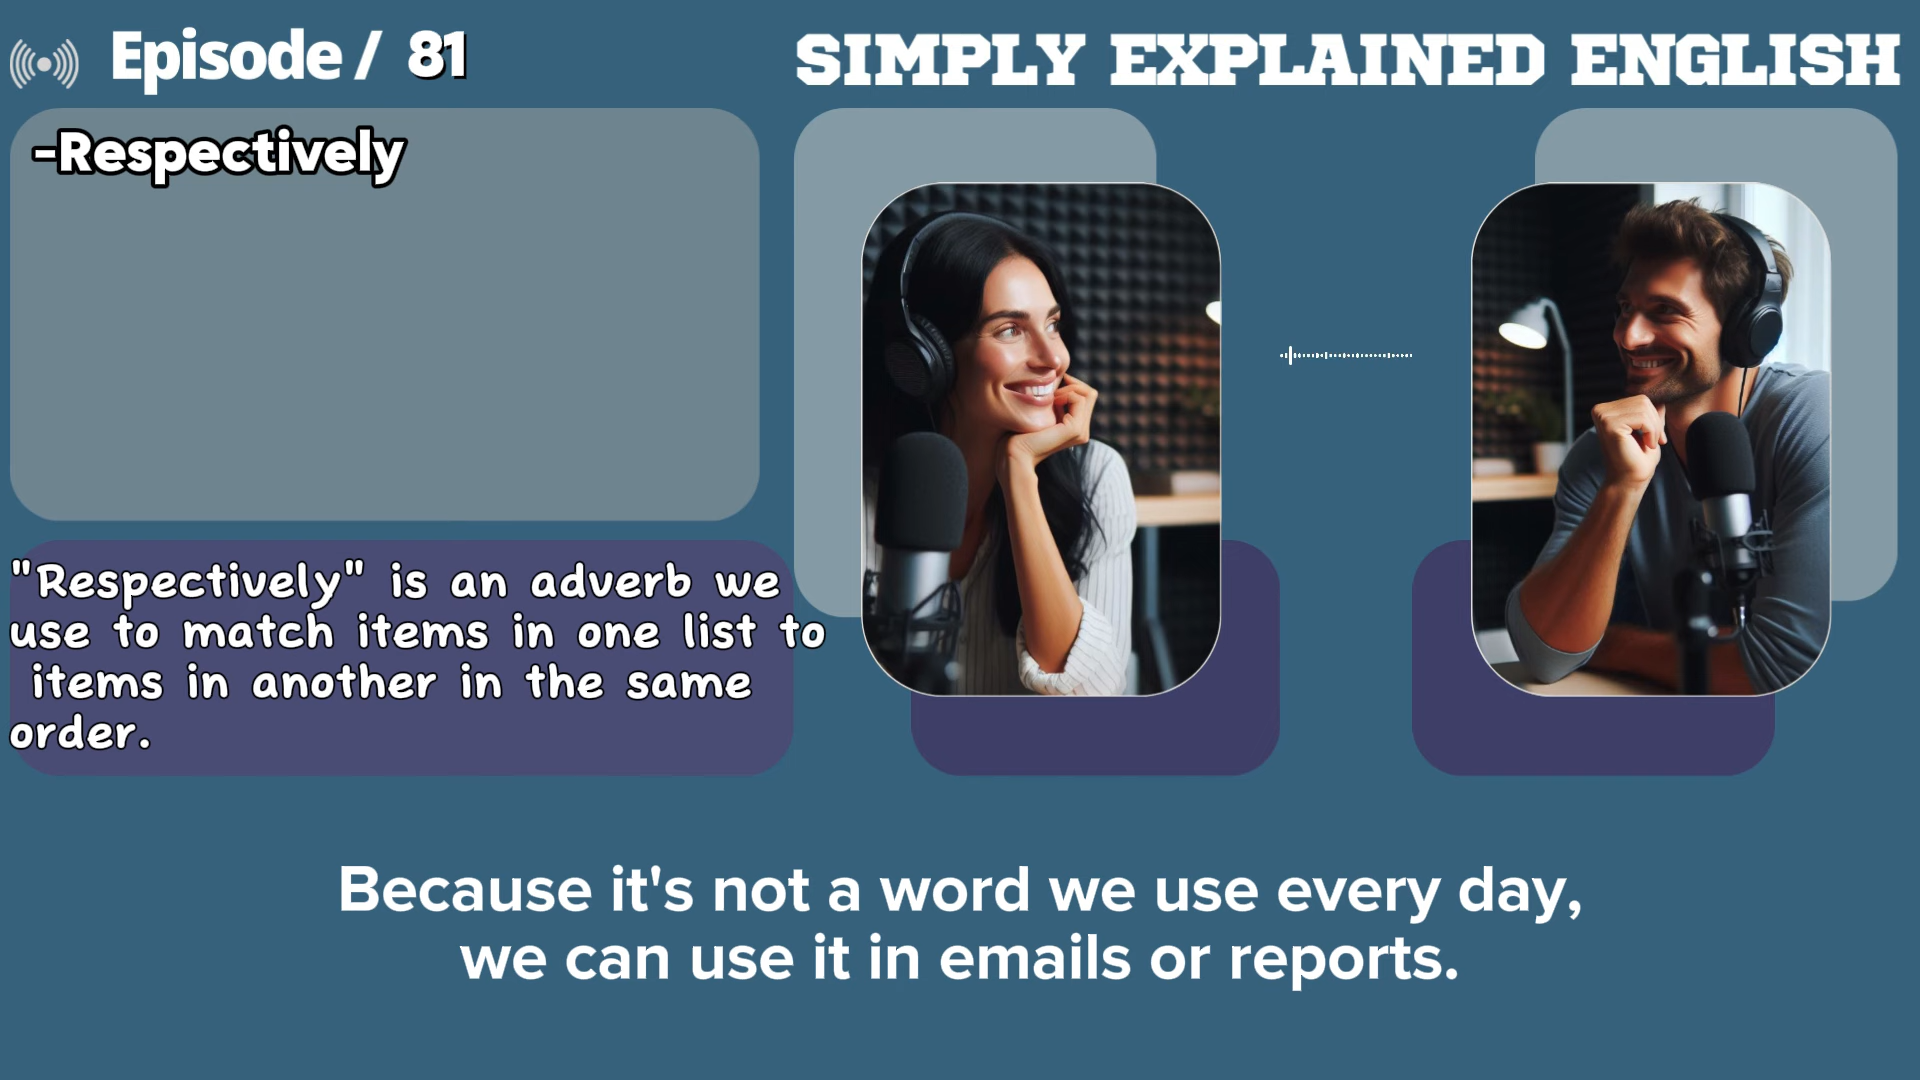 Episode / 81
SIMPLY EXPLAINED ENGLISH
-Respectively
"Respectively" is an adverb we
use to match items in one list to
items in another in the same
order.
Because it's not a word we use every day,
we can use it in emails or reports.